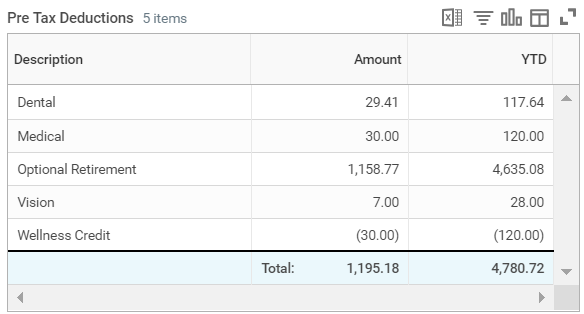 Pre Tax Deductions 5 items
Description Amount YTD
Dental 29.41 117.64
Medical 30.00 120.00
Optional Retirement 1,158.77 4,635.08
Vision 7.00 28.00
Wellness Credit (30.00) (120.00)
Total: 1,195.18 4,780.72